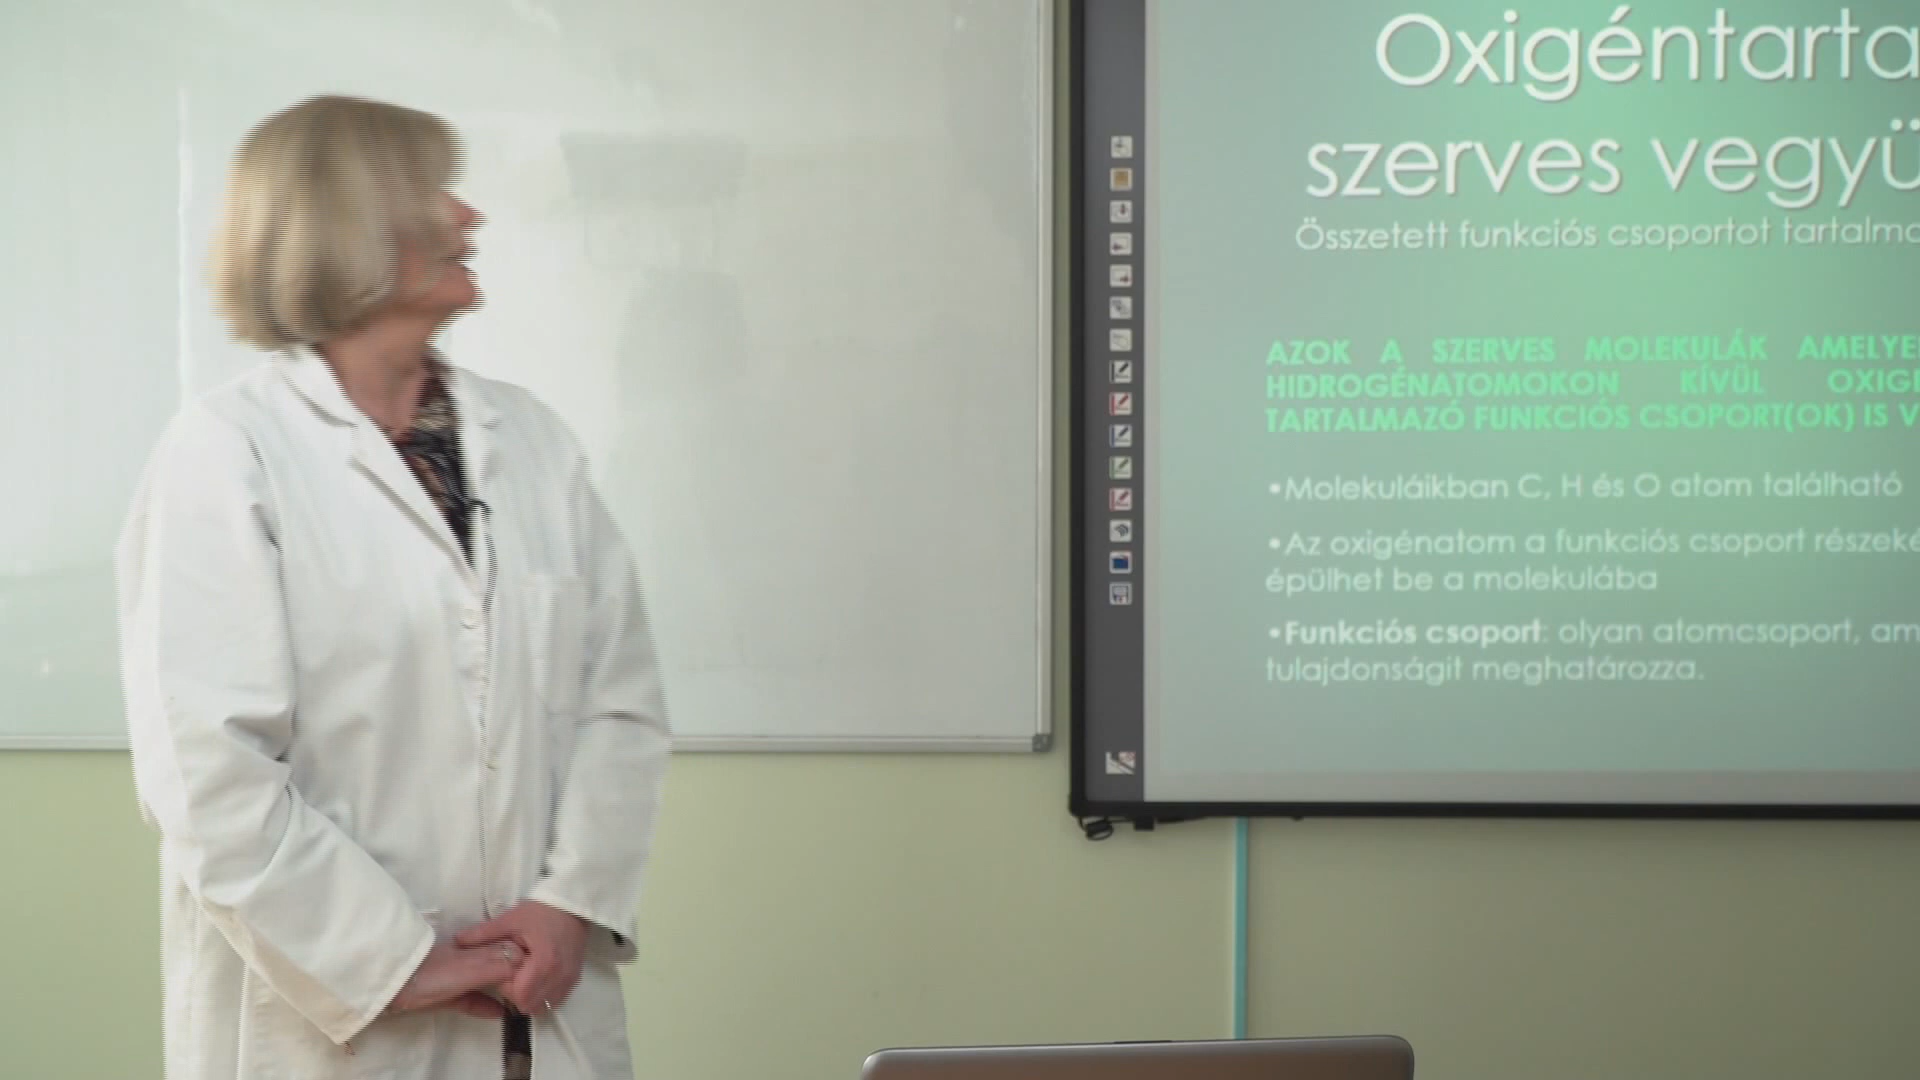 Oxigéntarta
szerves vegyü
Összetett funkciós csoportot tartalma
AZOK A SZERVES MOLEKULÁK AMELYE
HIDROGÉNATOMOKON KÍVÜL OXIG
TARTALMAZÓ FUNKCIÓS CSOPORT(OK) IS V
•Molekuláikban C, H és O atom található
•Az oxigénatom a funkciós csoport részeké
épülhet be a molekulába
•Funkciós csoport: olyan atomcsoport, am
tulajdonságit meghatározza.